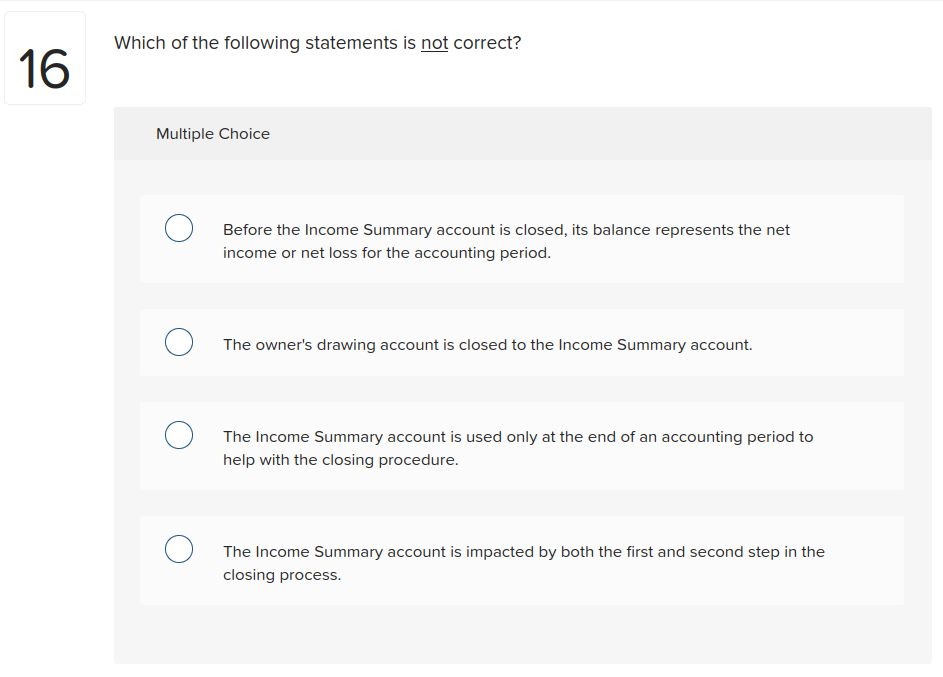 16
Which of the following statements is not correct?
Multiple Choice
Before the Income Summary account is closed, its balance represents the net
income or net loss for the accounting period.
The owner's drawing account is closed to the Income Summary account.
The Income Summary account is used only at the end of an accounting period to
help with the closing procedure.
The Income Summary account is impacted by both the first and second step in the
closing process.